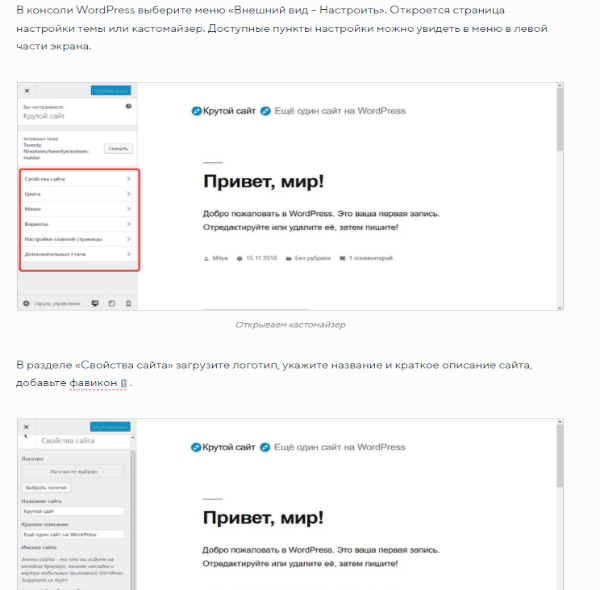 В консоли WordPress выберите меню «Внешний вид – Настроить». Откроется страница
настройки темы или кастомайзер. Доступные пункты настройки можно увидеть в меню в левой
части экрана.
Вы настраиваете
Крутой сайт
Активная тема
Twenty
Nineteen/twentynineteen-
master
Сменить
Свойства сайта
Цвета
Меню
Виджеты
Настройки главной страницы
Дополнительные стили
Скрыть управление
Крутой сайт Ещё один сайт на WordPress
Привет, мир!
Добро пожаловать в WordPress. Это ваша первая запись.
Отредактируйте или удалите её, затем пишите!
Mitya 15.11.2018 Без рубрики 1 комментарий
Открываем кастомайзер
В разделе «Свойства сайта» загрузите логотип, укажите название и краткое описание сайта,
добавьте фавикон .
Свойства сайта
Логотип
Логотип не выбран
Выбрать логотип
Название сайта
Крутой сайт
Краткое описание
Ещё один сайт на WordPress
Иконка сайта
Значки сайта - это что вы видите на
вкладках браузера, панелях закладок и
внутри мобильных приложений WordPress.
Загрузите их тут!
Крутой сайт Ещё один сайт на WordPress
Привет, мир!
Добро пожаловать в WordPress. Это ваша первая запись.
Отредактируйте или удалите её, затем пишите!